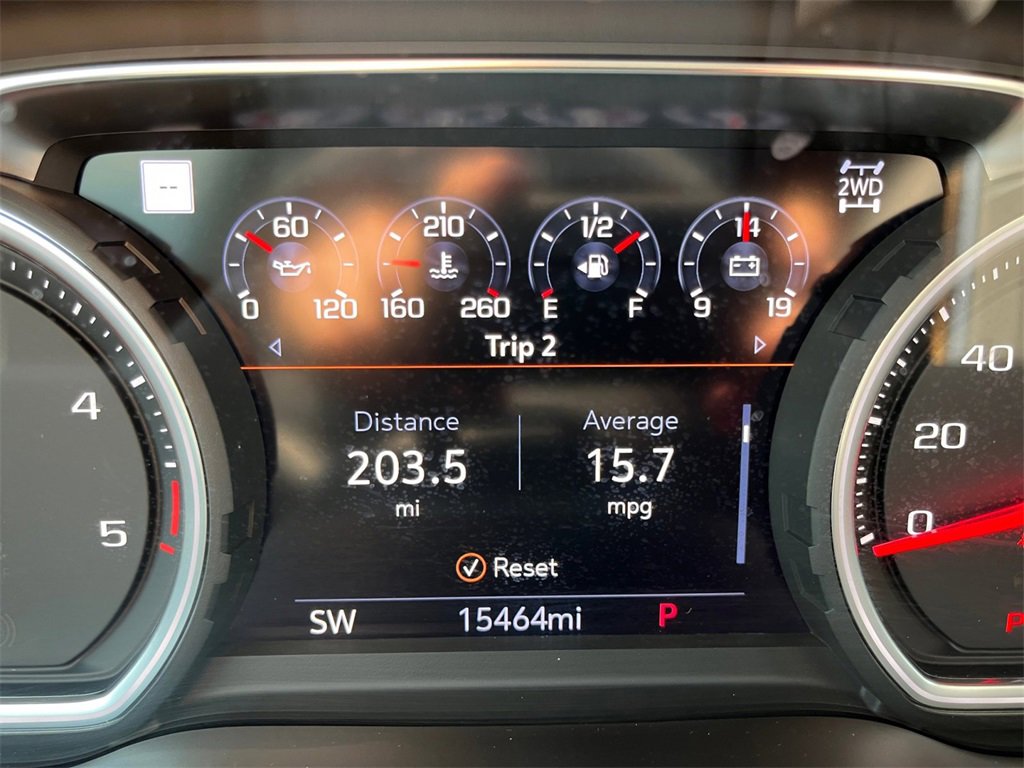 --
2WD
60
0 120
210
160 260
1/2
E F
14
9 19
Trip 2
Distance
203.5
mi
Average
15.7
mpg
Reset
SW 15464mi P
4
5
40
20
0
P